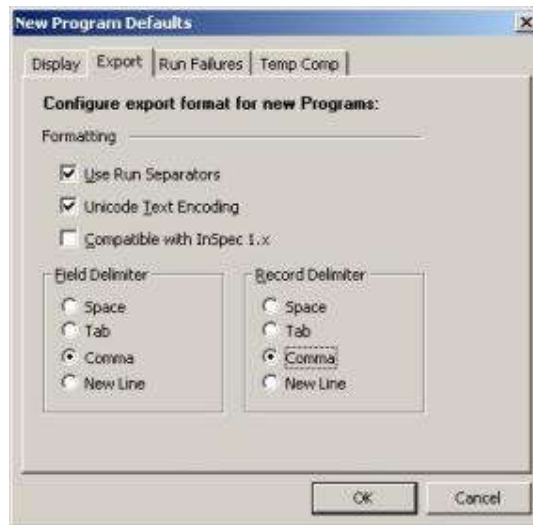 New Program Defaults
Display Export Run Failures Temp Comp
Configure export format for new Programs:
Formatting
Use Run Separators
Unicode Text Encoding
Compatible with InSpec 1.x
Field Delimiter Record Delimiter
Space Space
Tab Tab
Comma Comma
New Line New Line
OK Cancel